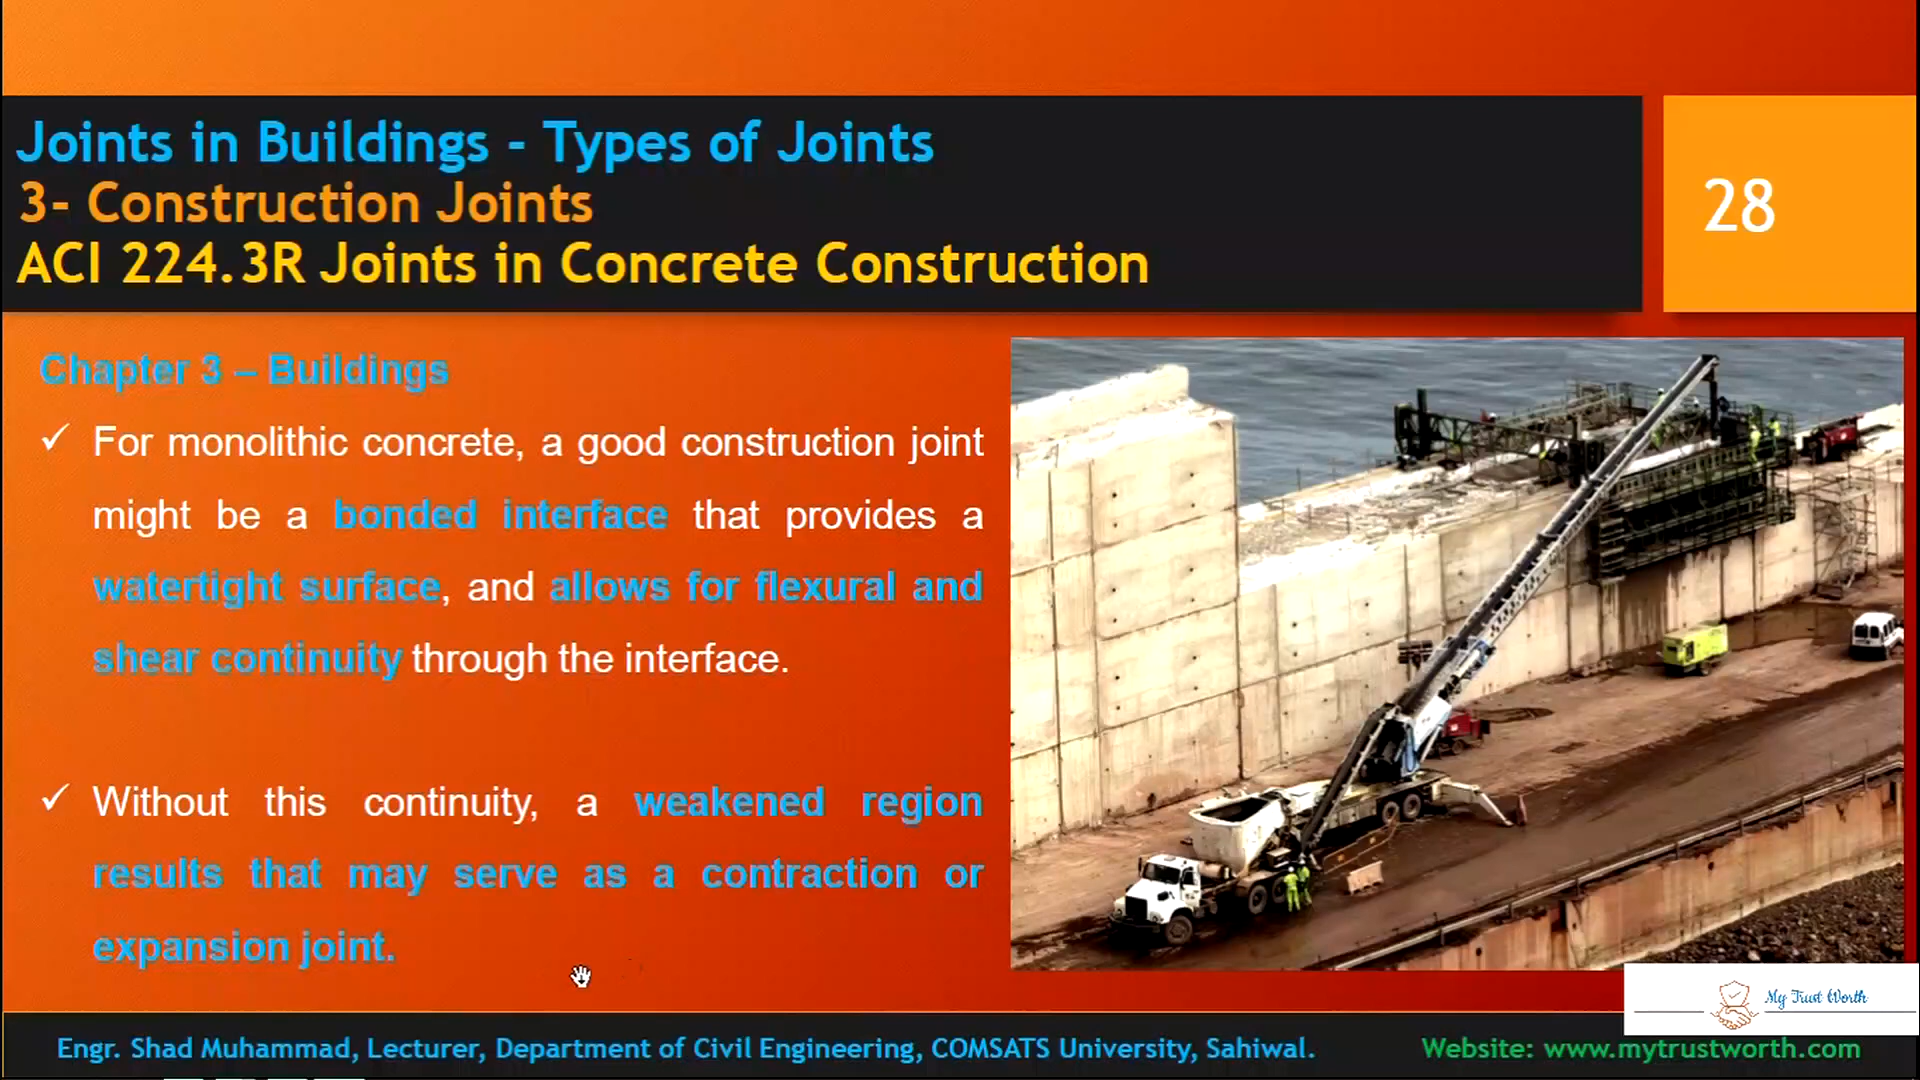 Joints in Buildings - Types of Joints
3- Construction Joints
ACI 224.3R Joints in Concrete Construction
28
Chapter 3 – Buildings
✓ For monolithic concrete, a good construction joint
might be a bonded interface that provides a
watertight surface, and allows for flexural and
shear continuity through the interface.
✓ Without this continuity, a weakened region
results that may serve as a contraction or
expansion joint.
My Trust Worth
Engr. Shad Muhammad, Lecturer, Department of Civil Engineering, COMSATS University, Sahiwal.
Website: www.mytrustworth.com